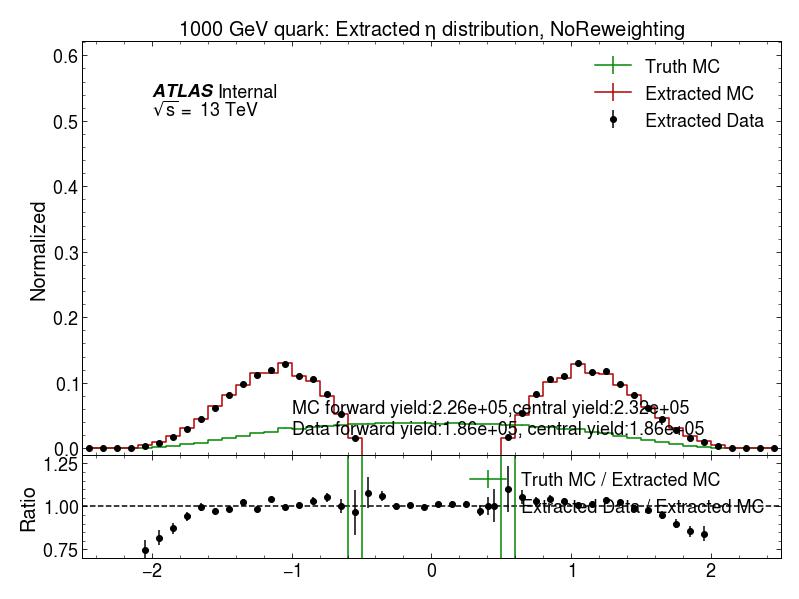 1000 GeV quark: Extracted η distribution, NoReweighting
0.6
0.5
0.4
0.3
0.2
0.1
0.0
Normalized
ATLAS Internal
√s = 13 TeV
Truth MC
Extracted MC
Extracted Data
MC forward yield:2.26e+05,central yield:2.32e+05
Data forward yield:1.86e+05, central yield:1.86e+05
1.25
1.00
0.75
Ratio
Truth MC / Extracted MC
Extracted Data / Extracted MC
−2 −1 0 1 2